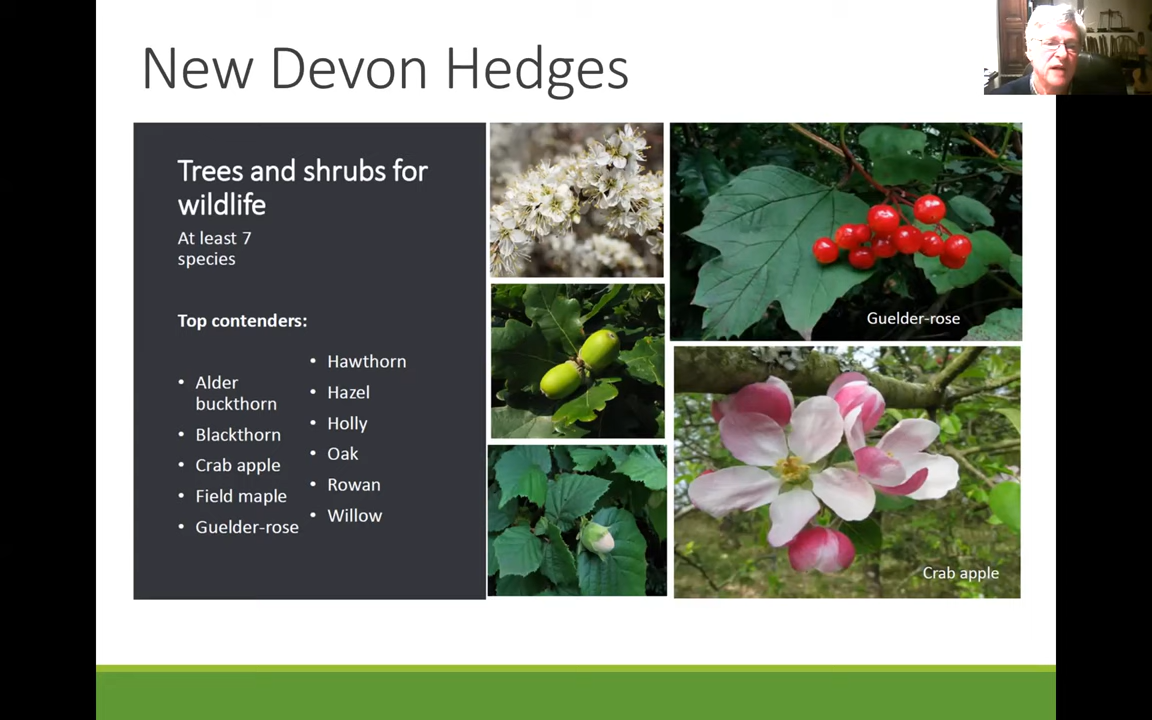 New Devon Hedges
Trees and shrubs for
wildlife
At least 7
species
Top contenders:
• Alder
buckthorn
• Blackthorn
• Crab apple
• Field maple
• Guelder-rose
• Hawthorn
• Hazel
• Holly
• Oak
• Rowan
• Willow
Guelder-rose
Crab apple